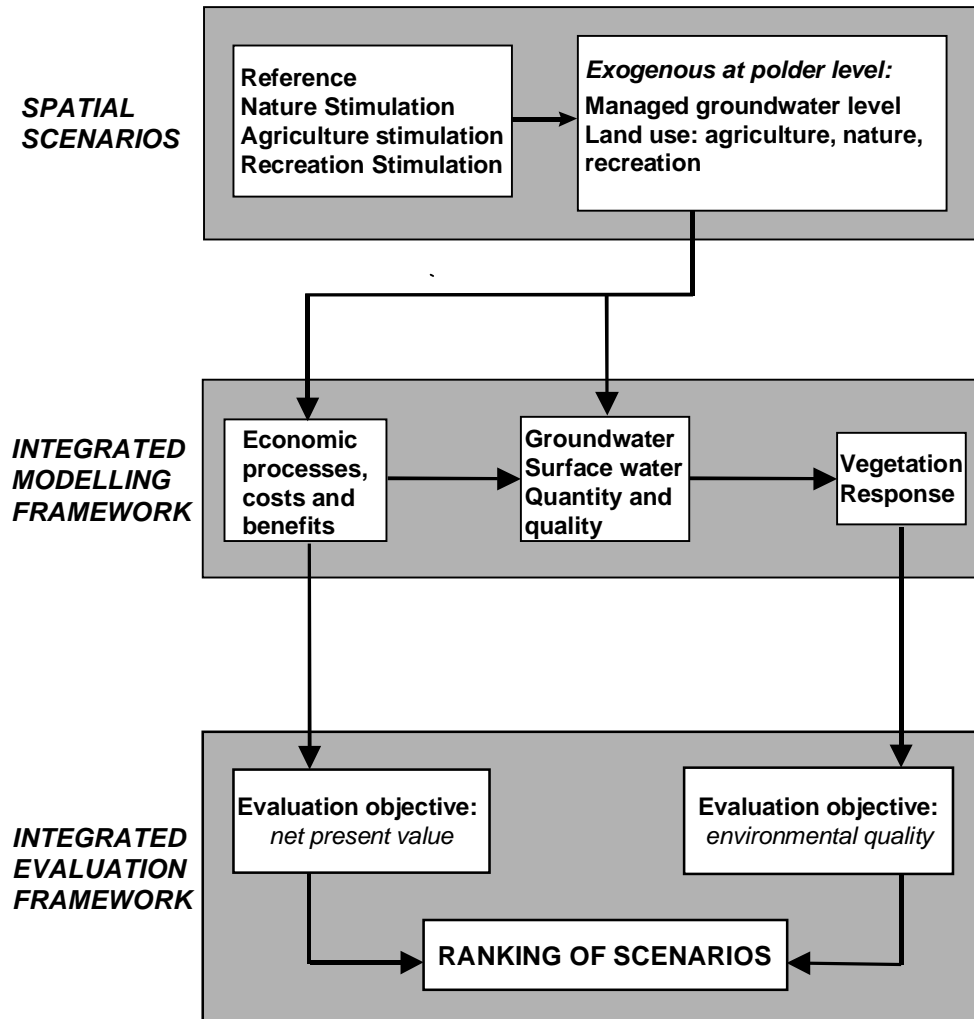 SPATIAL
SCENARIOS
Reference
Nature Stimulation
Agriculture stimulation
Recreation Stimulation
Exogenous at polder level:
Managed groundwater level
Land use: agriculture, nature,
recreation
INTEGRATED
MODELLING
FRAMEWORK
Economic
processes,
costs and
benefits
Groundwater
Surface water
Quantity and
quality
Vegetation
Response
INTEGRATED
EVALUATION
FRAMEWORK
Evaluation objective:
net present value
Evaluation objective:
environmental quality
RANKING OF SCENARIOS